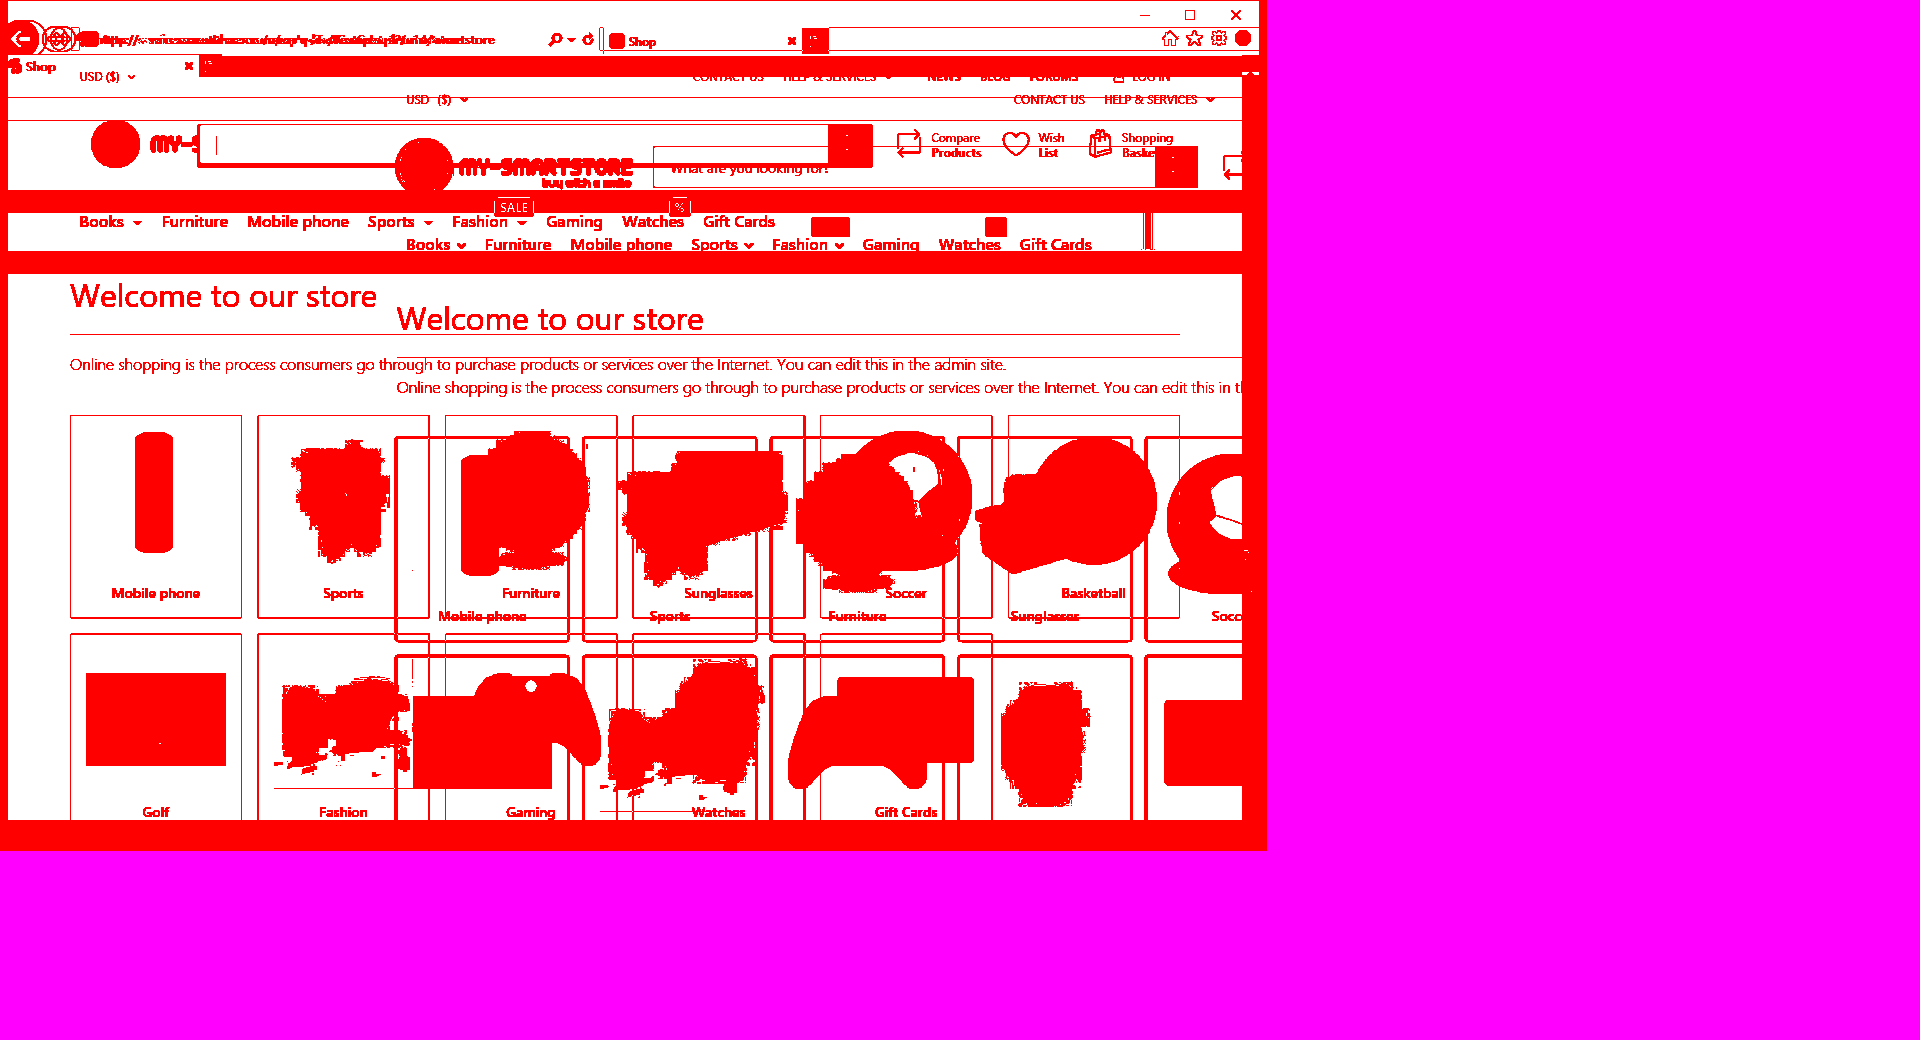 Shop
Shop
USD ($)
CONTACT US HELP & SERVICES NEWS BLOG FORUMS LOG IN
USD ($)
CONTACT US HELP & SERVICES
MY-S
Compare Products
Wish List
Shopping Baske
MY-SMARTSTORE
buy with a smile
What are you looking for?
SALE %
Books Furniture Mobile phone Sports Fashion Gaming Watches Gift Cards
Books Furniture Mobile phone Sports Fashion Gaming Watches Gift Cards
Welcome to our store
Welcome to our store
Online shopping is the process consumers go through to purchase products or services over the Internet. You can edit this in the admin site.
Online shopping is the process consumers go through to purchase products or services over the Internet. You can edit this in t
Mobile phone Sports Furniture Sunglasses Soccer Basketball
Mobile phone Sports Furniture Sunglasses Socc
Golf Fashion Gaming Watches Gift Cards